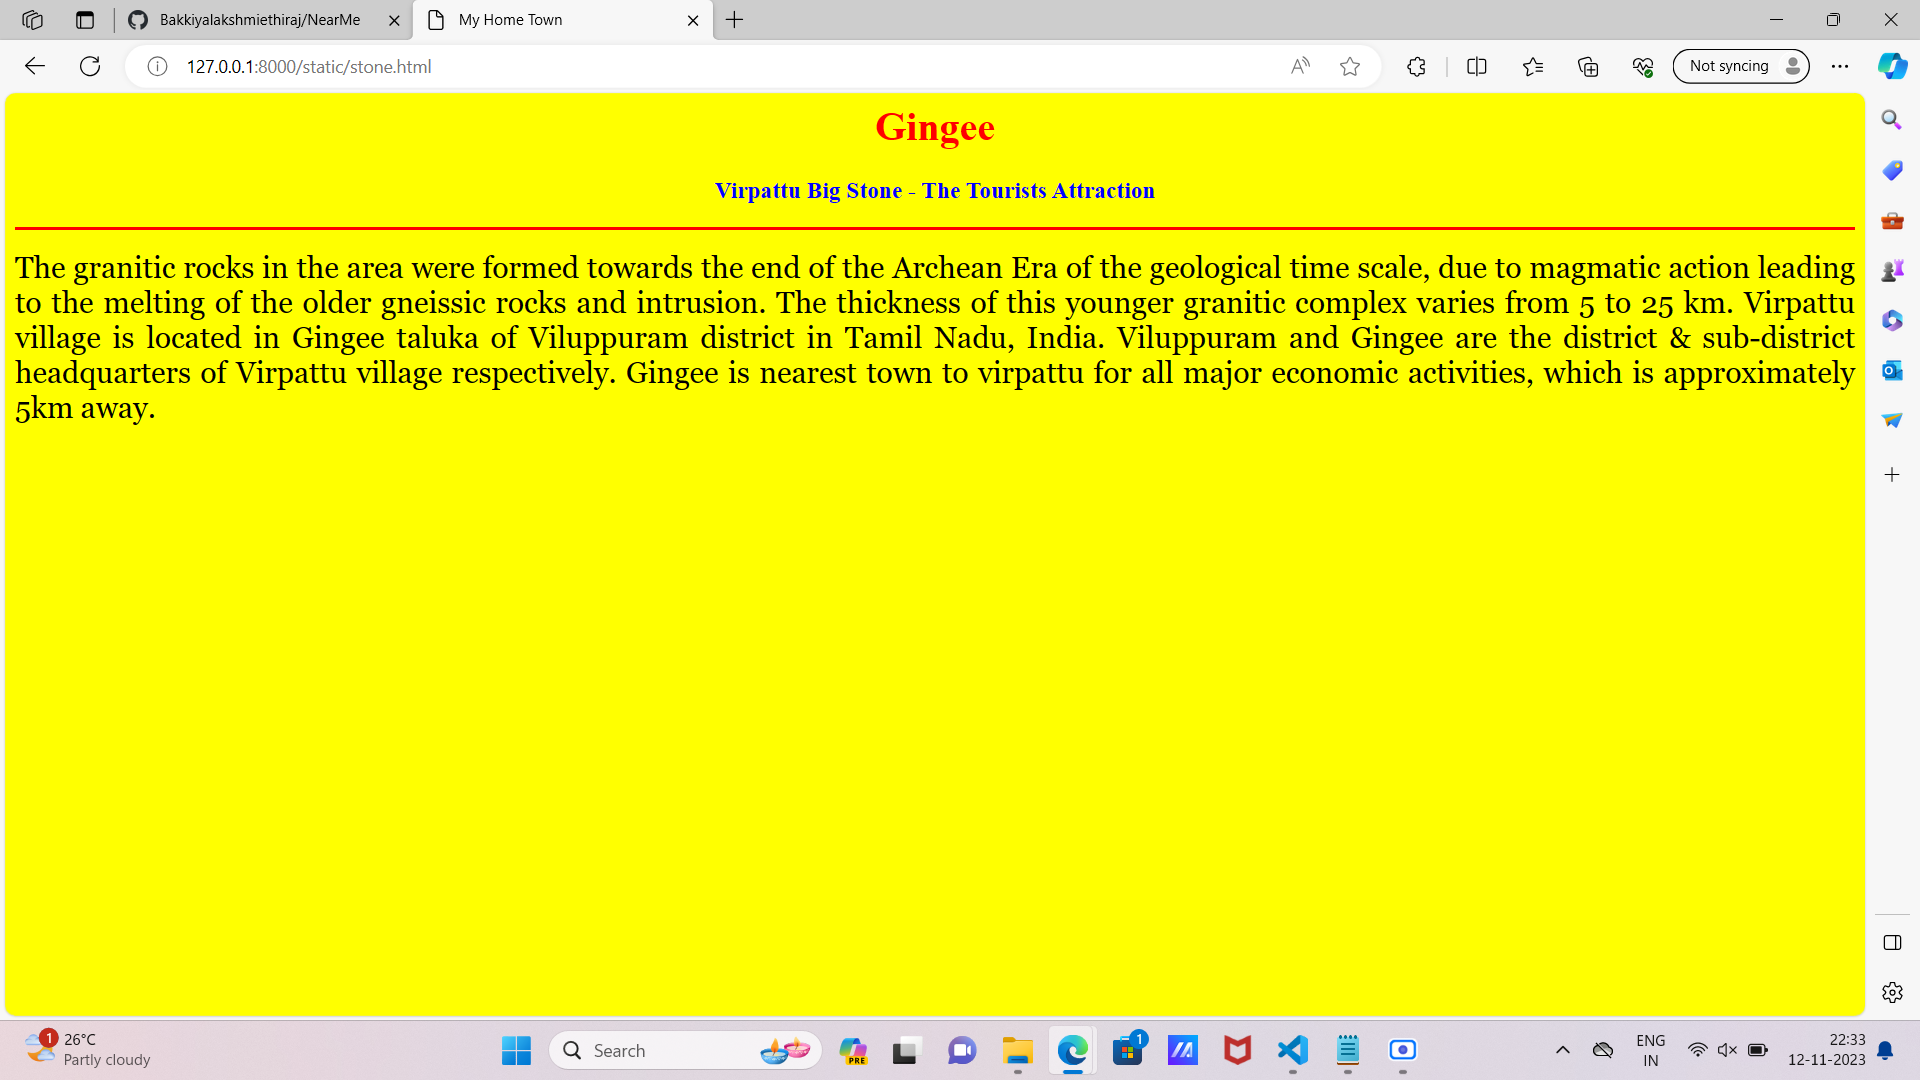 Bakkiyalakshmiethiraj/NearMe
My Home Town
127.0.0.1:8000/static/stone.html
Not syncing
Gingee
Virpattu Big Stone - The Tourists Attraction
The granitic rocks in the area were formed towards the end of the Archean Era of the geological time scale, due to magmatic action leading
to the melting of the older gneissic rocks and intrusion. The thickness of this younger granitic complex varies from 5 to 25 km. Virpattu
village is located in Gingee taluka of Viluppuram district in Tamil Nadu, India. Viluppuram and Gingee are the district & sub-district
headquarters of Virpattu village respectively. Gingee is nearest town to virpattu for all major economic activities, which is approximately
5km away.
1
26°C
Partly cloudy
Search
PRE
1
ENG
IN
22:33
12-11-2023